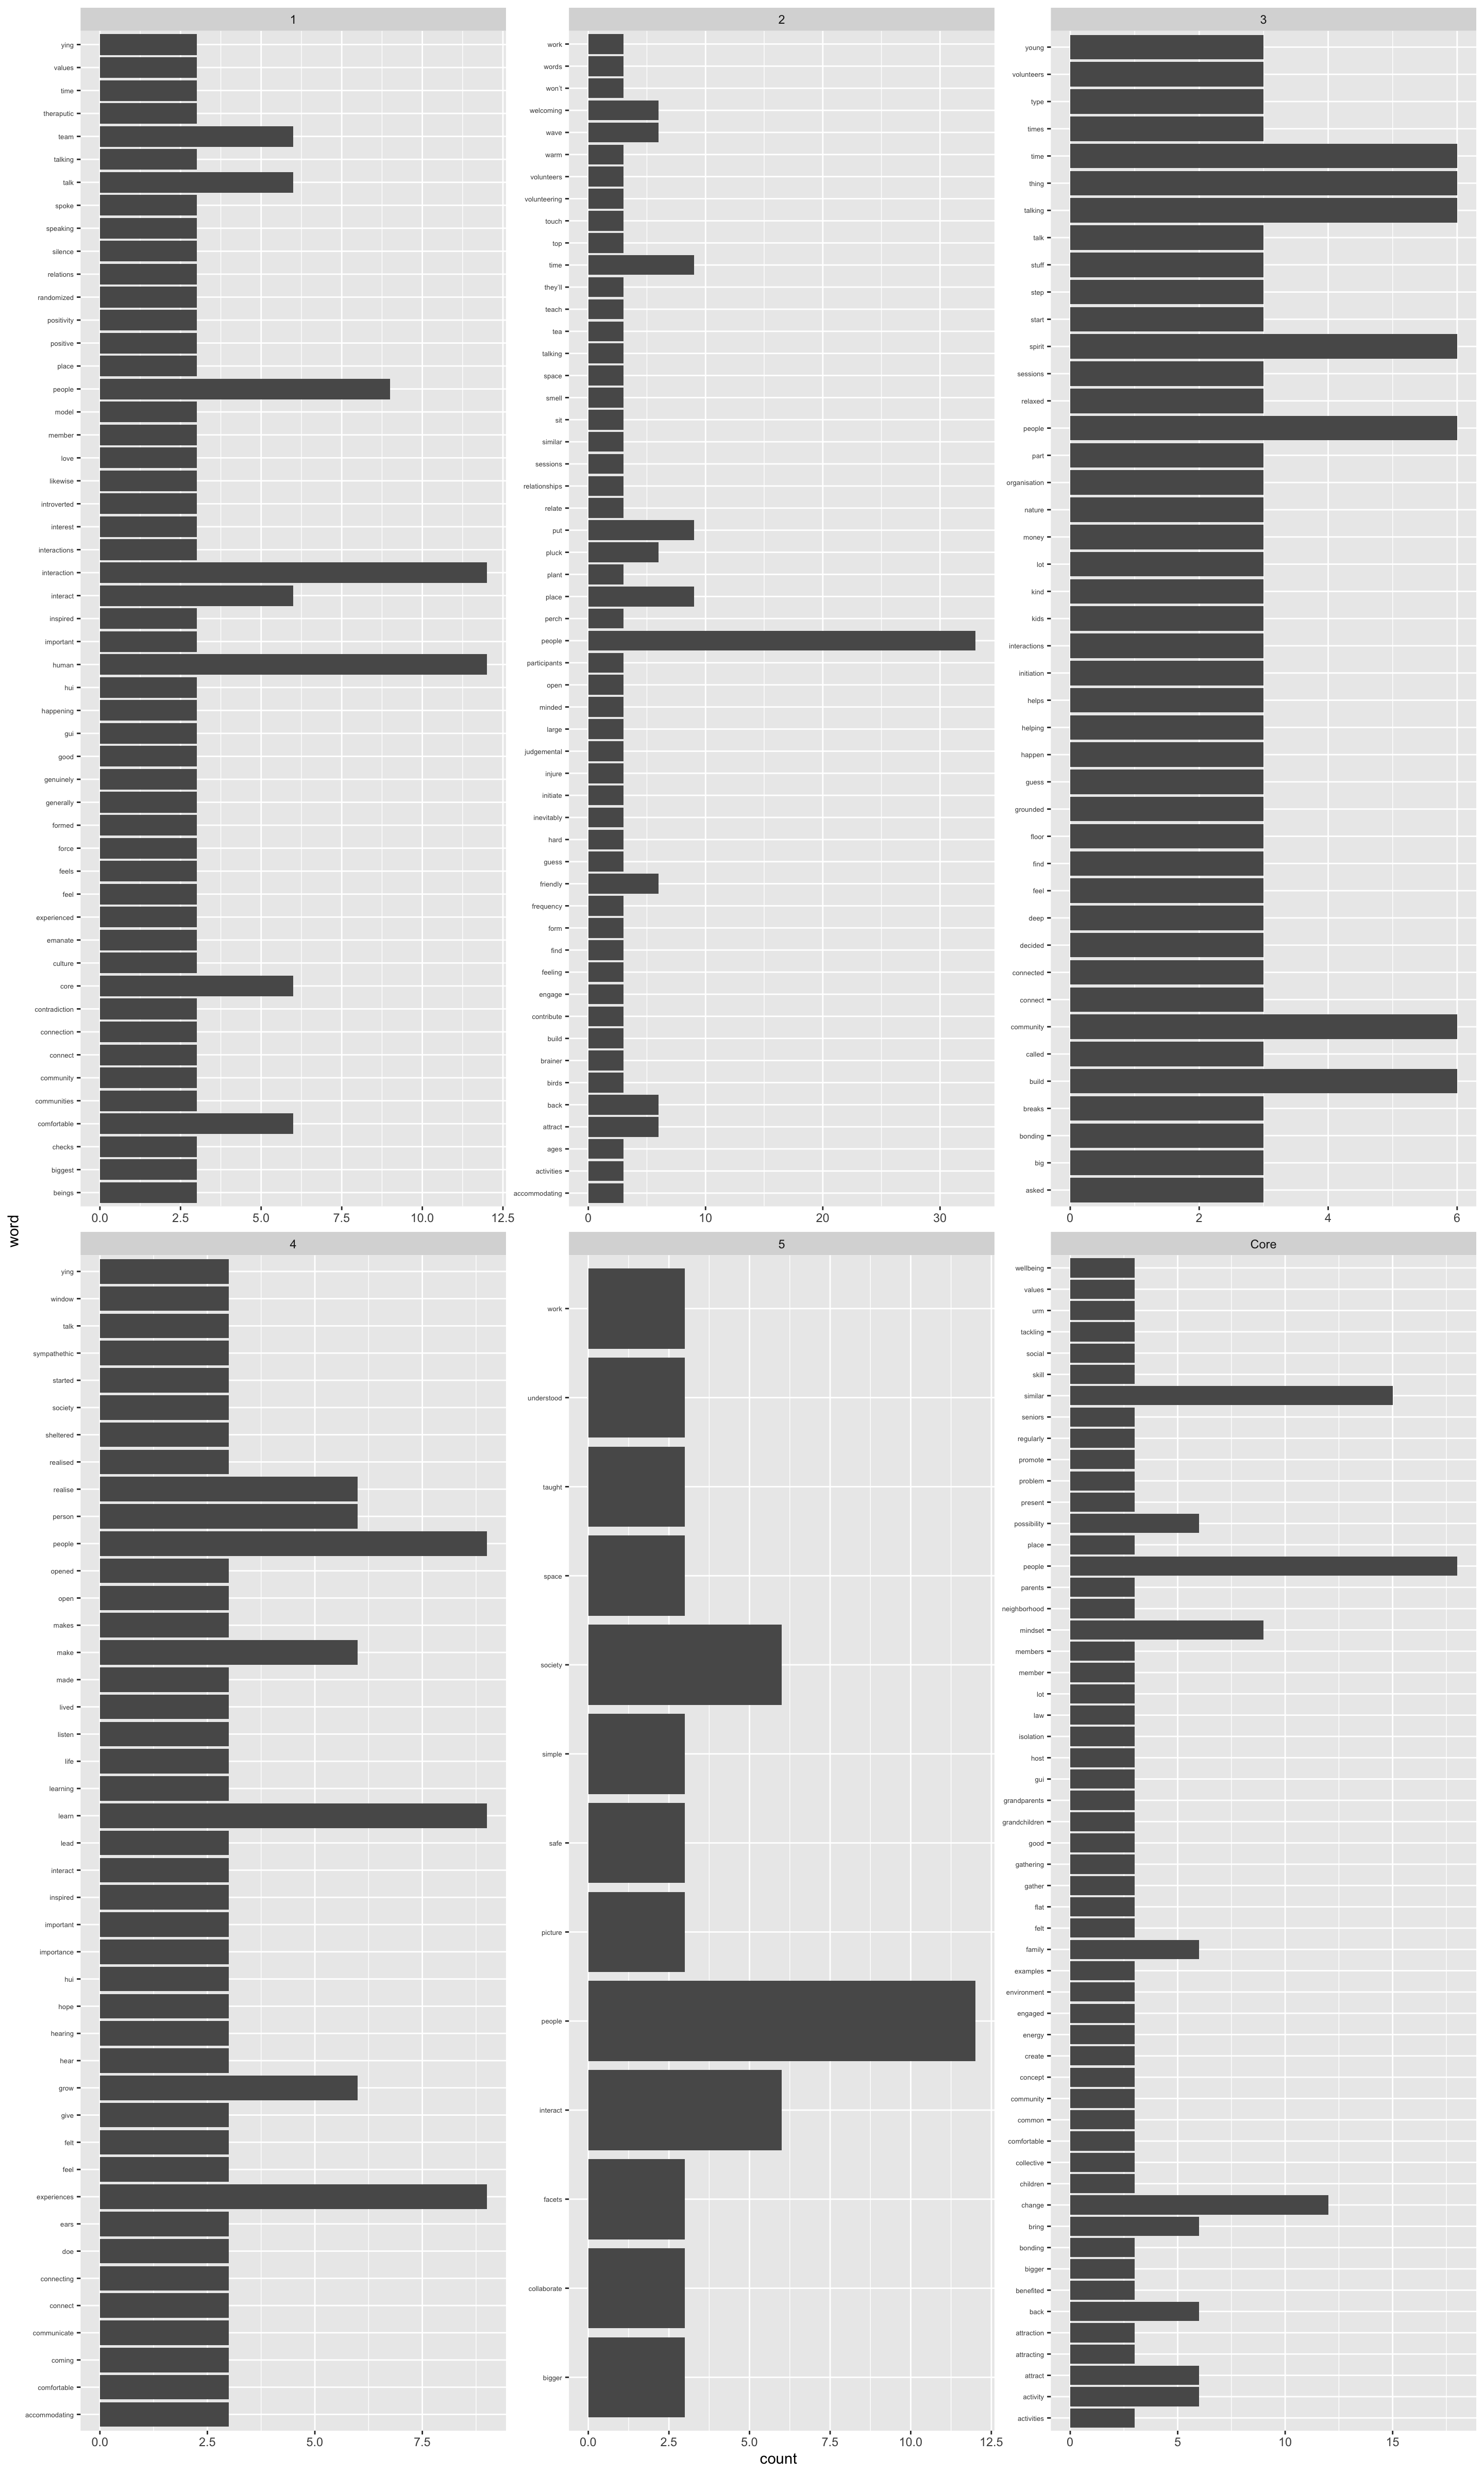 1
ying
values
time
theraputic
team
talking
talk
spoke
speaking
silence
relations
randomized
positivity
positive
place
people
model
member
love
likewise
introverted
interest
interactions
interaction
interact
inspired
important
human
hui
happening
gui
good
genuinely
generally
formed
force
feels
feel
experienced
emanate
culture
core
contradiction
connection
connect
community
communities
comfortable
checks
biggest
beings
0.0 2.5 5.0 7.5 10.0 12.5
2
work
words
won't
welcoming
wave
warm
volunteers
volunteering
touch
top
time
they'll
teach
tea
talking
space
smell
sit
similar
sessions
relationships
relate
put
pluck
plant
place
perch
people
participants
open
minded
large
judgemental
injure
initiate
inevitably
hard
guess
friendly
frequency
form
find
feeling
engage
contribute
build
brainer
birds
back
attract
ages
activities
accommodating
0 10 20 30
3
young
volunteers
type
times
time
thing
talking
talk
stuff
step
start
spirit
sessions
relaxed
people
part
organisation
nature
money
lot
kind
kids
interactions
initiation
helps
helping
happen
guess
grounded
floor
find
feel
deep
decided
connected
connect
community
called
build
breaks
bonding
big
asked
0 2 4 6
word
4
ying
window
talk
sympathethic
started
society
sheltered
realised
realise
person
people
opened
open
makes
make
made
lived
listen
life
learning
learn
lead
interact
inspired
important
importance
hui
hope
hearing
hear
grow
give
felt
feel
experiences
ears
doe
connecting
connect
communicate
coming
comfortable
accommodating
0.0 2.5 5.0 7.5
5
work
understood
taught
space
society
simple
safe
picture
people
interact
facets
collaborate
bigger
0.0 2.5 5.0 7.5 10.0 12.5
Core
wellbeing
values
urm
tackling
social
skill
similar
seniors
regularly
promote
problem
present
possibility
place
people
parents
neighborhood
mindset
members
member
lot
law
isolation
host
gui
grandparents
grandchildren
good
gathering
gather
flat
felt
family
examples
environment
engaged
energy
create
concept
community
common
comfortable
collective
children
change
bring
bonding
bigger
benefited
back
attraction
attracting
attract
activity
activities
0 5 10 15
count